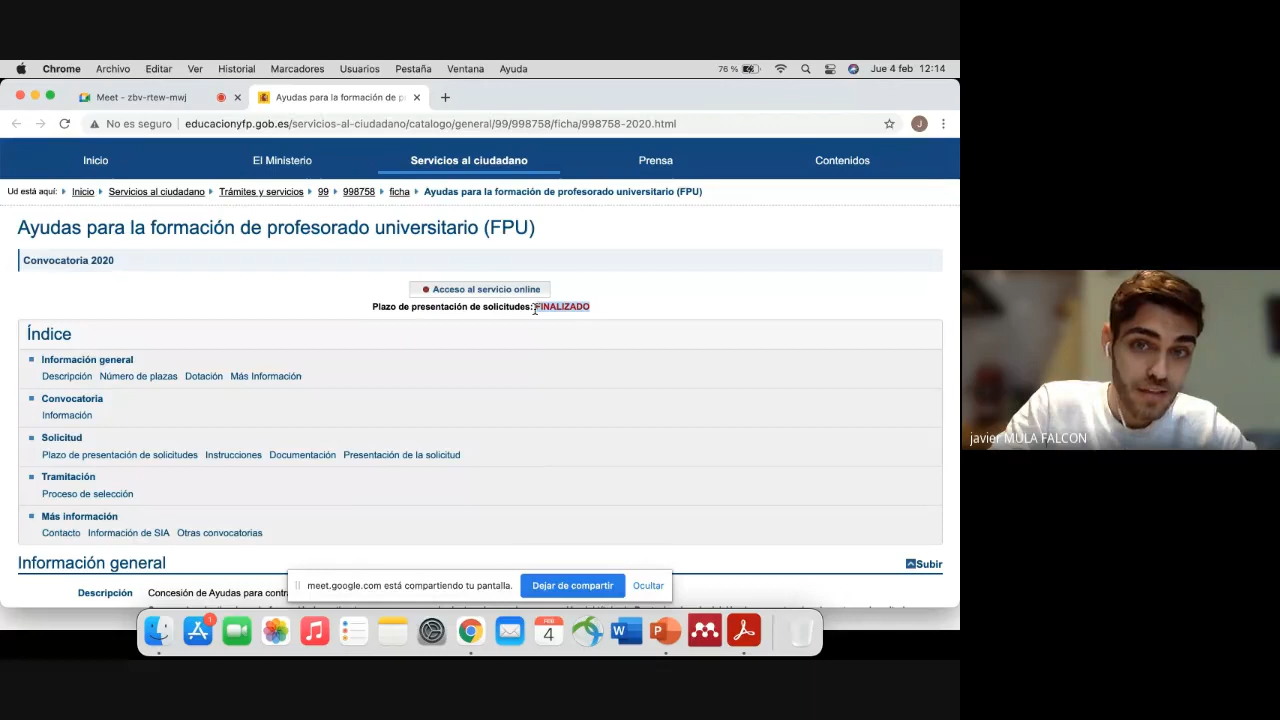 Chrome Archivo Editar Ver Historial Marcadores Usuarios Pestaña Ventana Ayuda 76 % Jue 4 feb 12:14
Meet - zbv-rtew-mwj Ayudas para la formación de p
No es seguro educacionyfp.gob.es/servicios-al-ciudadano/catalogo/general/99/998758/ficha/998758-2020.html J
Inicio El Ministerio Servicios al ciudadano Prensa Contenidos
Ud está aquí: Inicio Servicios al ciudadano Trámites y servicios 99 998758 ficha Ayudas para la formación de profesorado universitario (FPU)
Ayudas para la formación de profesorado universitario (FPU)
Convocatoria 2020
Acceso al servicio online
Plazo de presentación de solicitudes: FINALIZADO
Índice
Información general
Descripción Número de plazas Dotación Más Información
Convocatoria
Información
Solicitud
Plazo de presentación de solicitudes Instrucciones Documentación Presentación de la solicitud
Tramitación
Proceso de selección
Más información
Contacto Información de SIA Otras convocatorias
Información general Subir
meet.google.com está compartiendo tu pantalla. Dejar de compartir Ocultar
Descripción Concesión de Ayudas para contra
1 FEB 4 W P
javier MULA FALCON